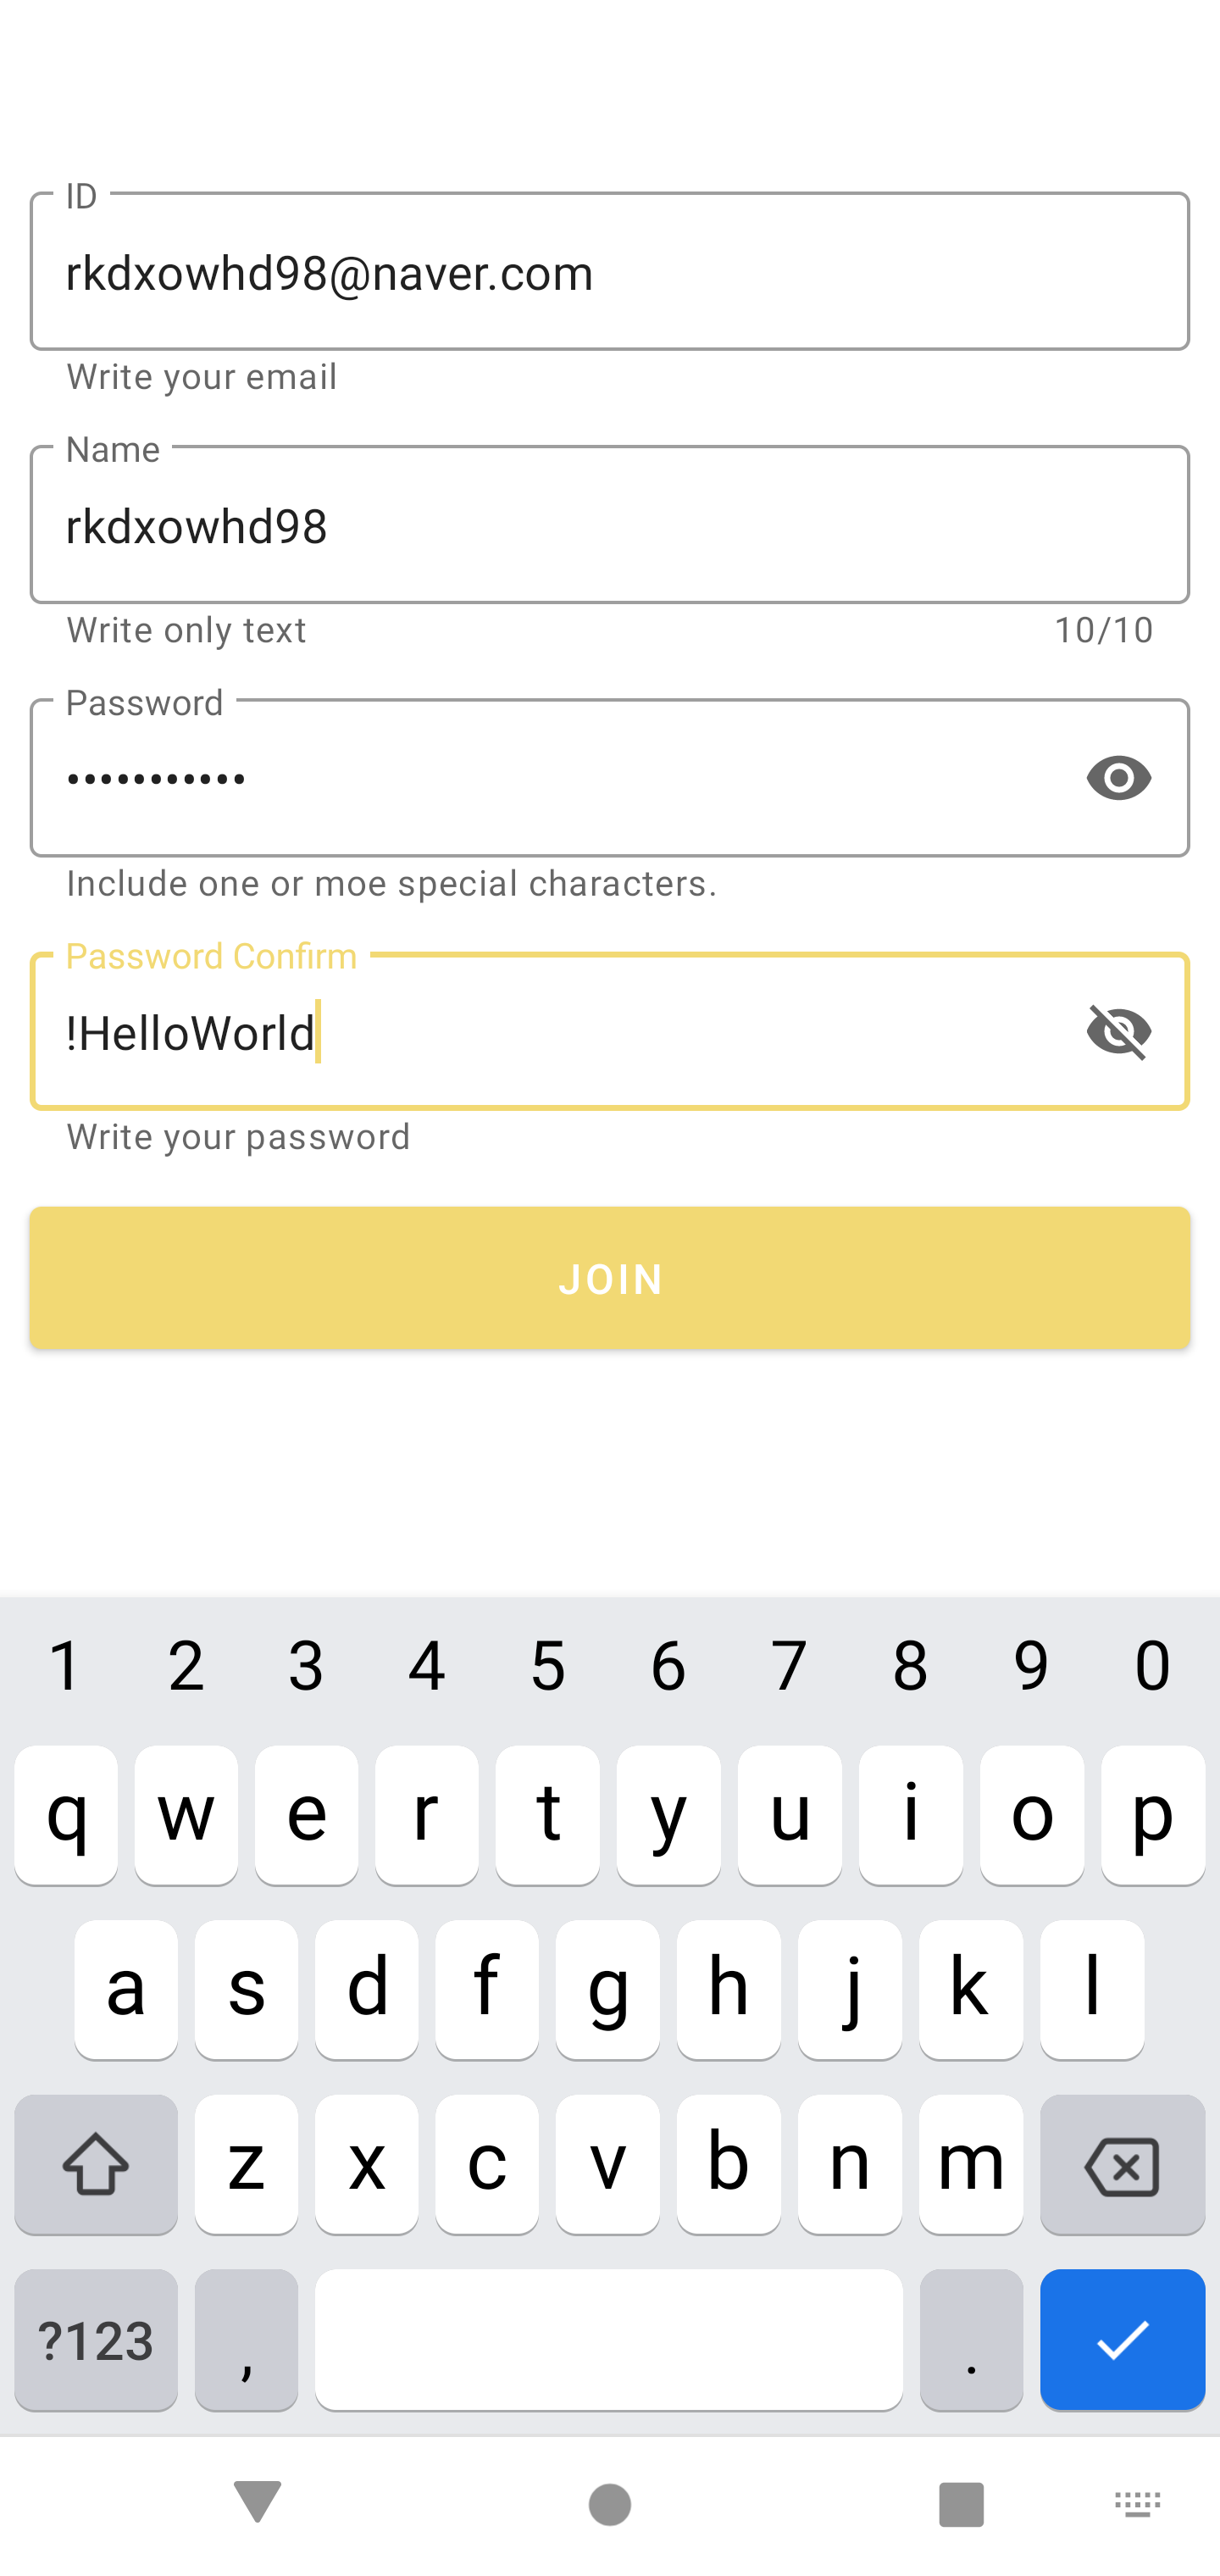 ID
rkdxowhd98@naver.com
Write your email
Name
rkdxowhd98
Write only text 10/10
Password
•••••••••••
Include one or moe special characters.
Password Confirm
!HelloWorld
Write your password
JOIN
1 2 3 4 5 6 7 8 9 0
q w e r t y u i o p
a s d f g h j k l
z x c v b n m
?123 , .